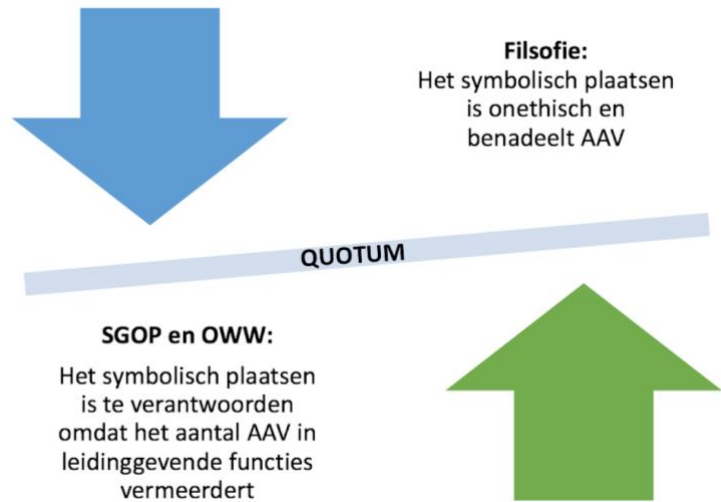 Filsofie:
Het symbolisch plaatsen
is onethisch en
benadeelt AAV
QUOTUM
SGOP en OWW:
Het symbolisch plaatsen
is te verantwoorden
omdat het aantal AAV in
leidinggevende functies
vermeerdert